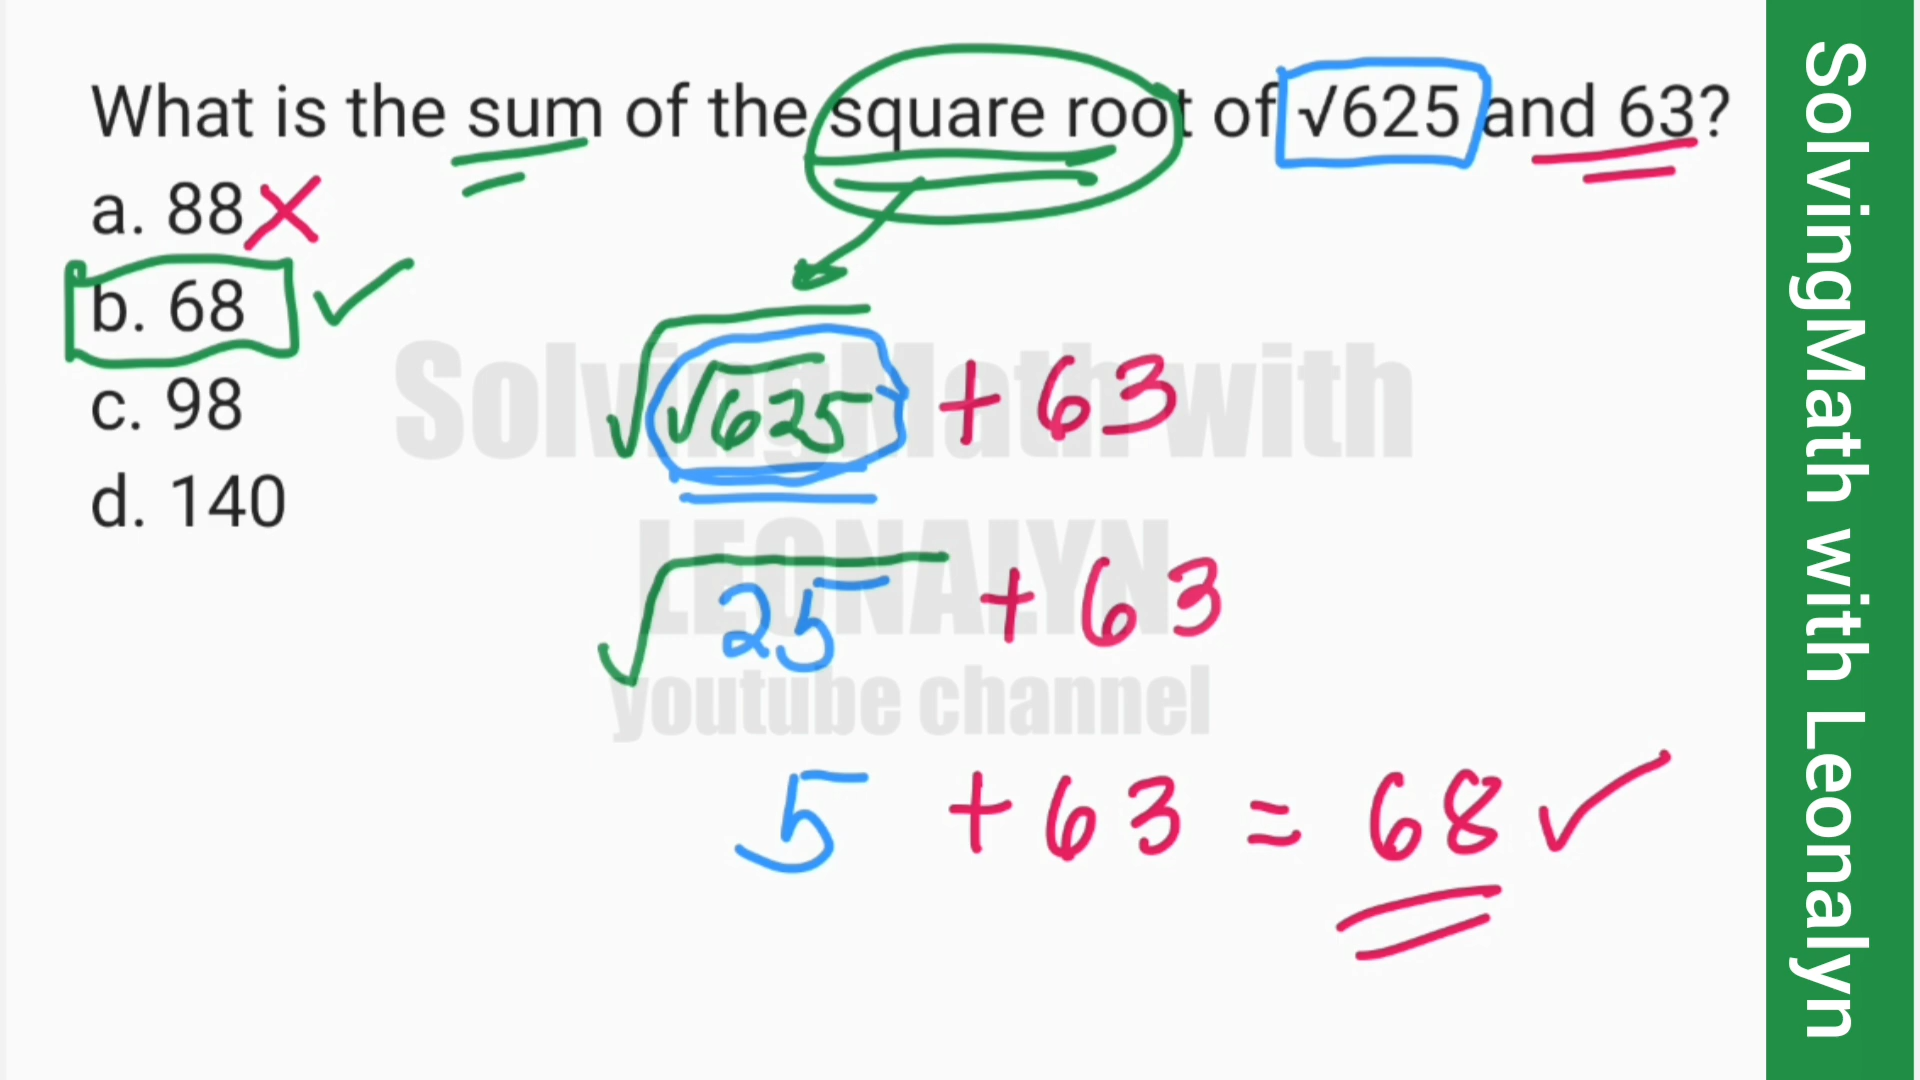 What is the sum of the square root of √625 and 63?
a. 88
b. 68
c. 98
d. 140
√√625 + 63
√25 + 63
5 + 63 = 68
SolvingMath with
LEONALYN
youtube channel
SolvingMath with Leonalyn